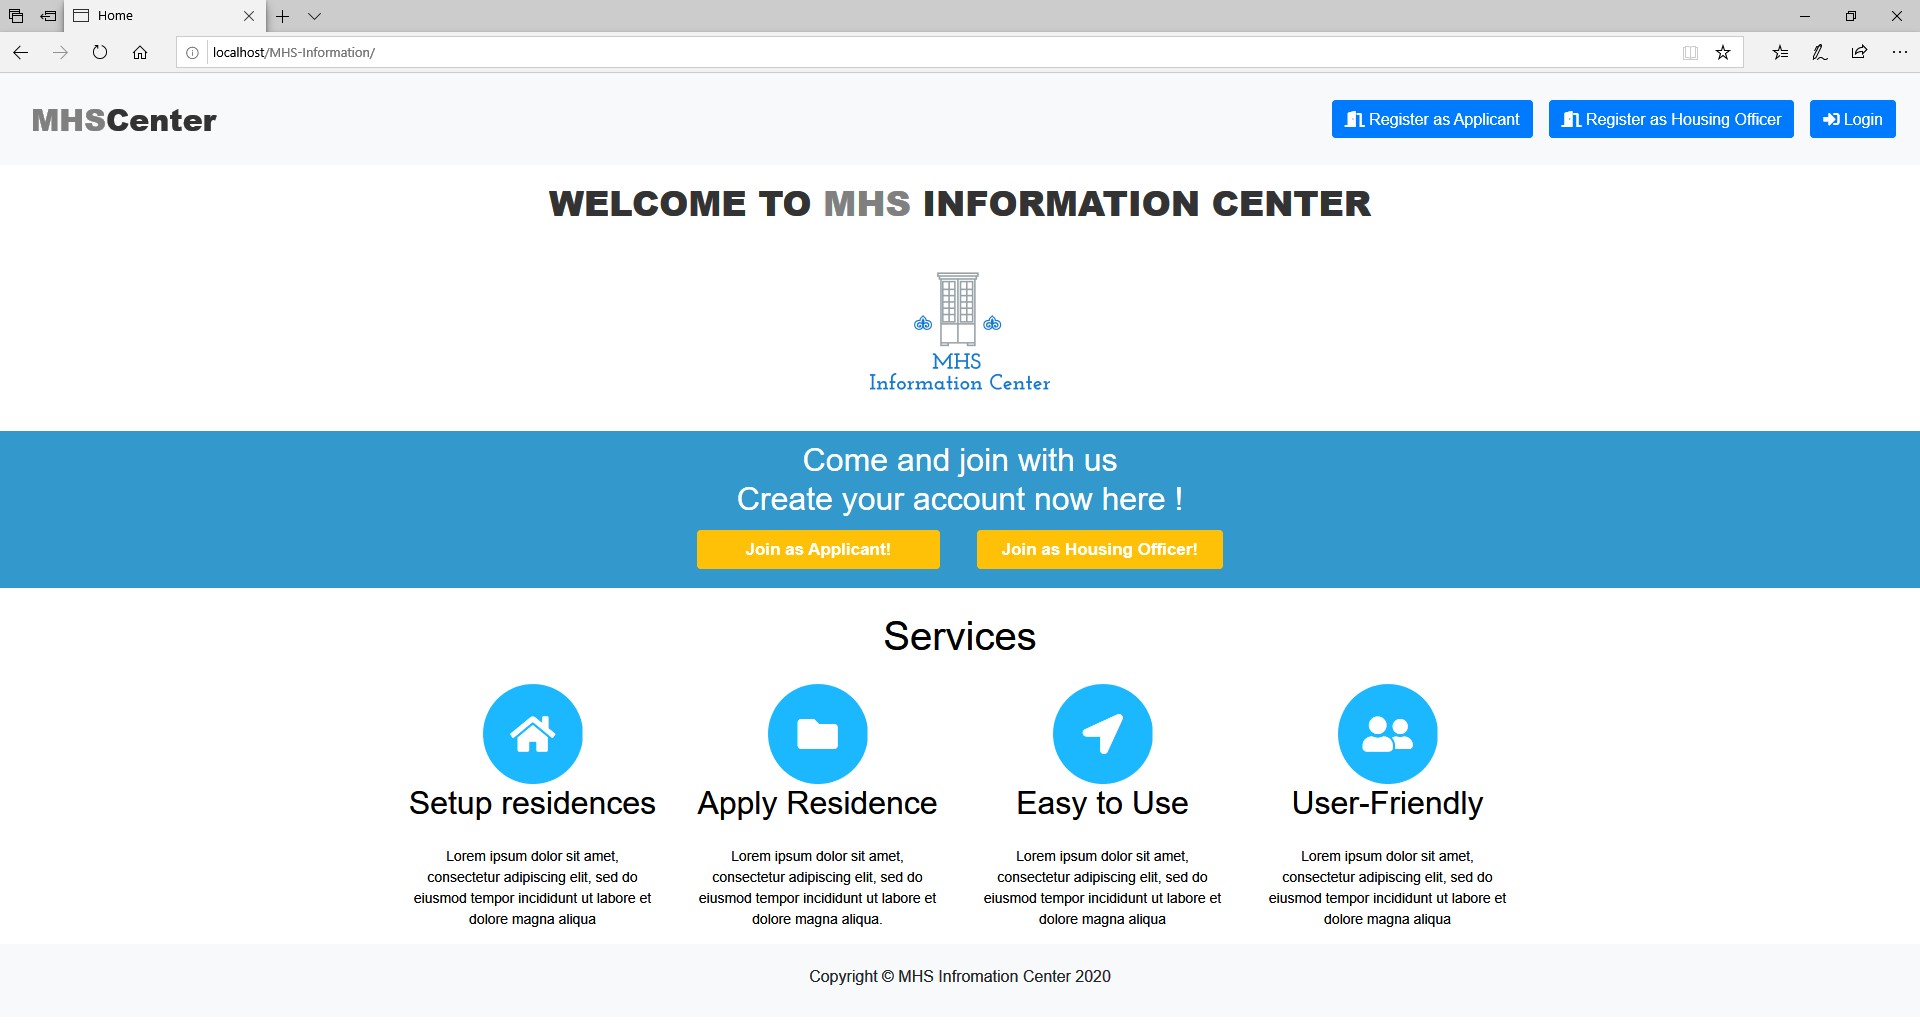 Home
localhost/MHS-Information/
MHSCenter
Register as Applicant
Register as Housing Officer
Login
WELCOME TO MHS INFORMATION CENTER
MHS
Information Center
Come and join with us
Create your account now here !
Join as Applicant!
Join as Housing Officer!
Services
Setup residences
Lorem ipsum dolor sit amet,
consectetur adipiscing elit, sed do
eiusmod tempor incididunt ut labore et
dolore magna aliqua
Apply Residence
Lorem ipsum dolor sit amet,
consectetur adipiscing elit, sed do
eiusmod tempor incididunt ut labore et
dolore magna aliqua.
Easy to Use
Lorem ipsum dolor sit amet,
consectetur adipiscing elit, sed do
eiusmod tempor incididunt ut labore et
dolore magna aliqua
User-Friendly
Lorem ipsum dolor sit amet,
consectetur adipiscing elit, sed do
eiusmod tempor incididunt ut labore et
dolore magna aliqua
Copyright © MHS Infromation Center 2020